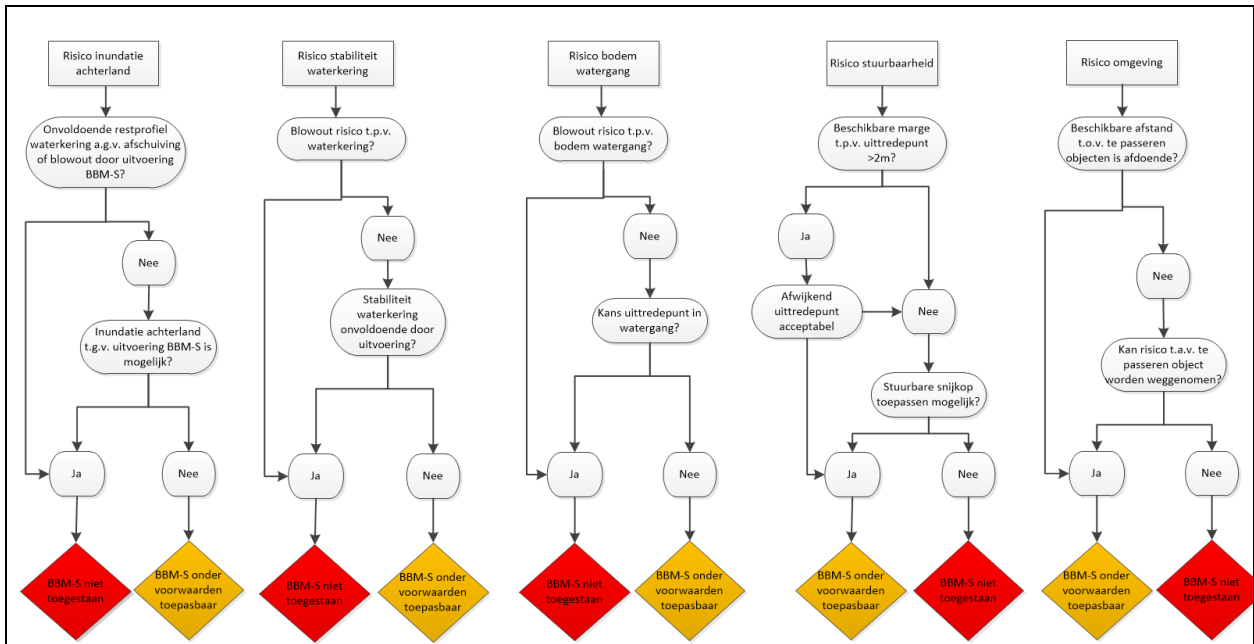 Risico inundatie
achterland
Onvoldoende restprofiel
waterkering a.g.v. afschuiving
of blowout door uitvoering
BBM-S?
Nee
Inundatie achterland
t.g.v. uitvoering BBM-S is
mogelijk?
Ja
Nee
BBM-S niet
toegestaan
BBM-S onder
voorwaarden
toepasbaar
Risico stabiliteit
waterkering
Blowout risico t.p.v.
waterkering?
Nee
Stabiliteit
waterkering
onvoldoende door
uitvoering?
Ja
Nee
BBM-S niet
toegestaan
BBM-S onder
voorwaarden
toepasbaar
Risico bodem
watergang
Blowout risico t.p.v.
bodem watergang?
Nee
Kans uittredepunt in
watergang?
Ja
Nee
BBM-S niet
toegestaan
BBM-S onder
voorwaarden
toepasbaar
Risico stuurbaarheid
Beschikbare marge
t.p.v. uittredepunt
>2m?
Ja
Afwijkend
uittredepunt
acceptabel
Nee
Stuurbare snijkop
toepassen mogelijk?
Ja
Nee
BBM-S onder
voorwaarden
toepasbaar
BBM-S niet
toegestaan
Risico omgeving
Beschikbare afstand
t.o.v. te passeren
objecten is afdoende?
Nee
Kan risico t.a.v. te
passeren object
worden weggenomen?
Ja
Nee
BBM-S onder
voorwaarden
toepasbaar
BBM-S niet
toegestaan